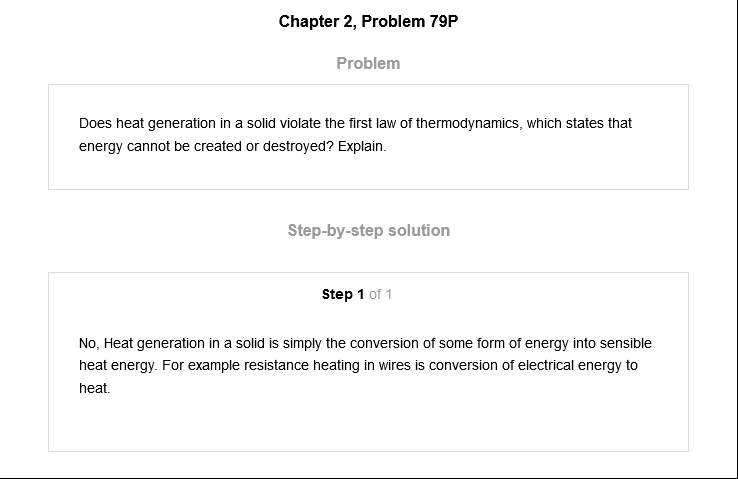 Chapter 2, Problem 79P
Problem
Does heat generation in a solid violate the first law of thermodynamics, which states that
energy cannot be created or destroyed? Explain.
Step-by-step solution
Step 1 of 1
No, Heat generation in a solid is simply the conversion of some form of energy into sensible
heat energy. For example resistance heating in wires is conversion of electrical energy to
heat.